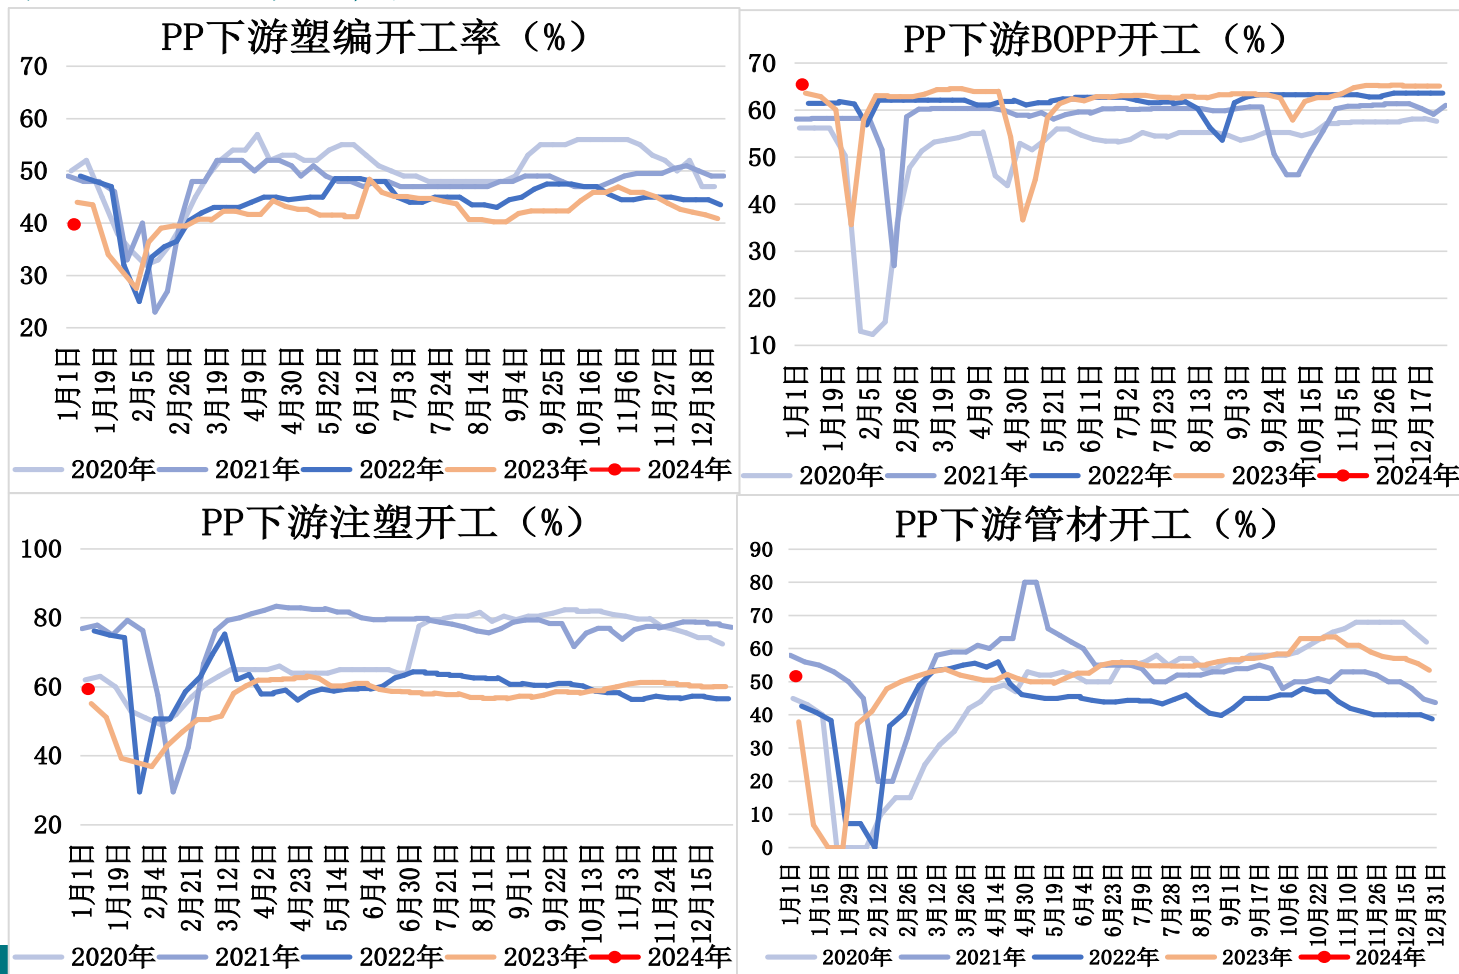 PP下游塑编开工率（%）
70
60
50
40
30
20
1月1日
1月19日
2月5日
2月26日
3月19日
4月9日
4月30日
5月22日
6月12日
7月3日
7月24日
8月14日
9月4日
9月25日
10月16日
11月6日
11月27日
12月18日
2020年 2021年 2022年 2023年 2024年
PP下游BOPP开工（%）
70
60
50
40
30
20
10
1月1日
1月19日
2月5日
2月26日
3月19日
4月9日
4月30日
5月21日
6月11日
7月2日
7月23日
8月13日
9月3日
9月24日
10月15日
11月5日
11月26日
12月17日
2020年 2021年 2022年 2023年 2024年
PP下游注塑开工（%）
100
80
60
40
20
1月1日
1月19日
2月4日
2月21日
3月12日
4月2日
4月23日
5月14日
6月4日
6月30日
7月21日
8月11日
9月1日
9月22日
10月13日
11月3日
11月24日
12月15日
2020年 2021年 2022年 2023年 2024年
PP下游管材开工（%）
90
80
70
60
50
40
30
20
10
0
1月1日
1月15日
1月29日
2月12日
2月26日
3月12日
3月26日
4月14日
4月30日
5月19日
6月4日
6月23日
7月9日
7月28日
8月13日
9月1日
9月17日
10月6日
10月22日
11月10日
11月26日
12月15日
12月31日
2020年 2021年 2022年 2023年 2024年